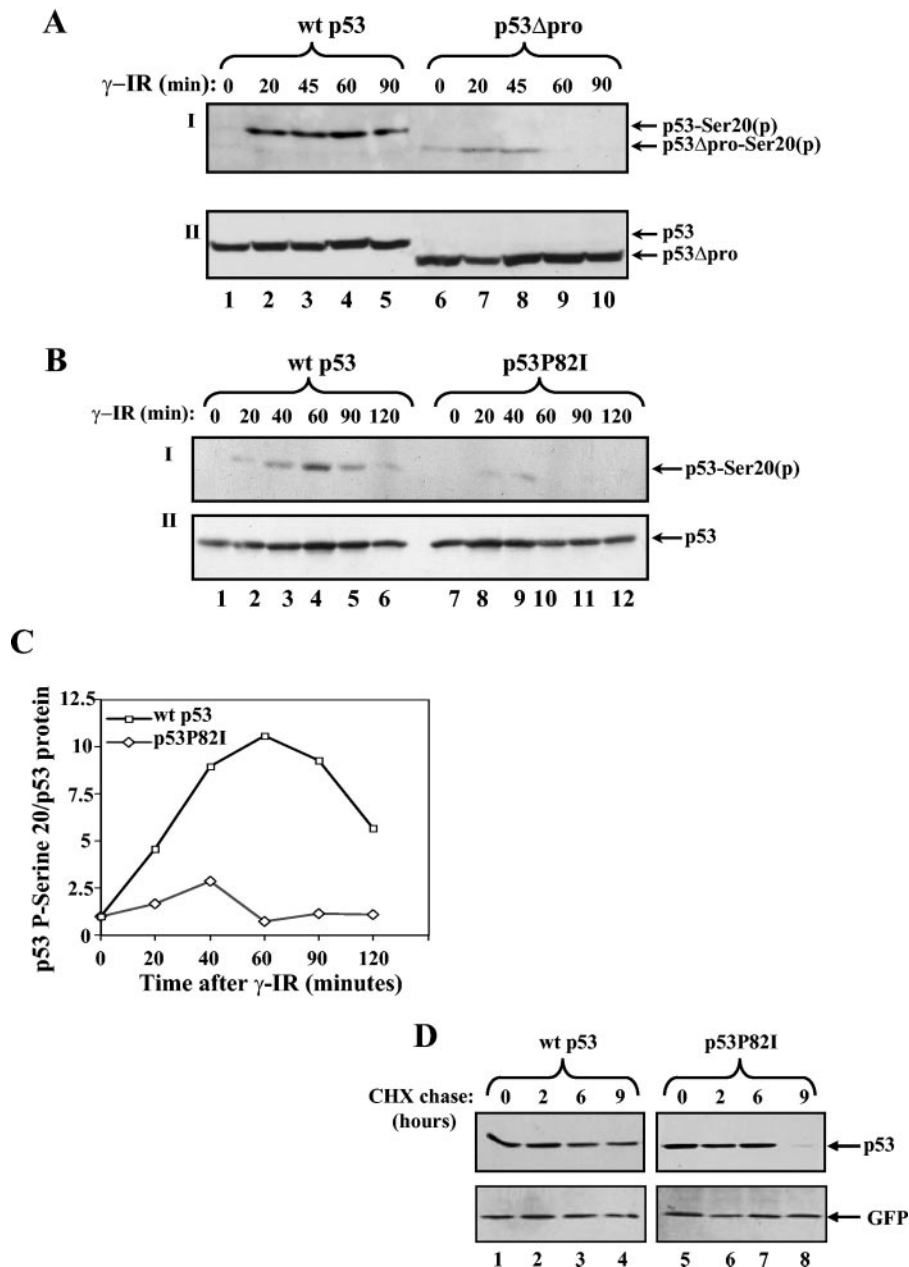 A
wt p53 p53Δpro
γ–IR (min): 0 20 45 60 90 0 20 45 60 90
I
p53-Ser20(p)
p53Δpro-Ser20(p)
II
p53
p53Δpro
1 2 3 4 5 6 7 8 9 10
B
wt p53 p53P82I
γ–IR (min): 0 20 40 60 90 120 0 20 40 60 90 120
I
p53-Ser20(p)
II
p53
1 2 3 4 5 6 7 8 9 10 11 12
C
p53 P-Serine 20/p53 protein
12.5
10
7.5
5
2.5
0
wt p53
p53P82I
0 20 40 60 90 120
Time after γ-IR (minutes)
D
wt p53 p53P82I
CHX chase: 0 2 6 9 0 2 6 9
(hours)
p53
GFP
1 2 3 4 5 6 7 8